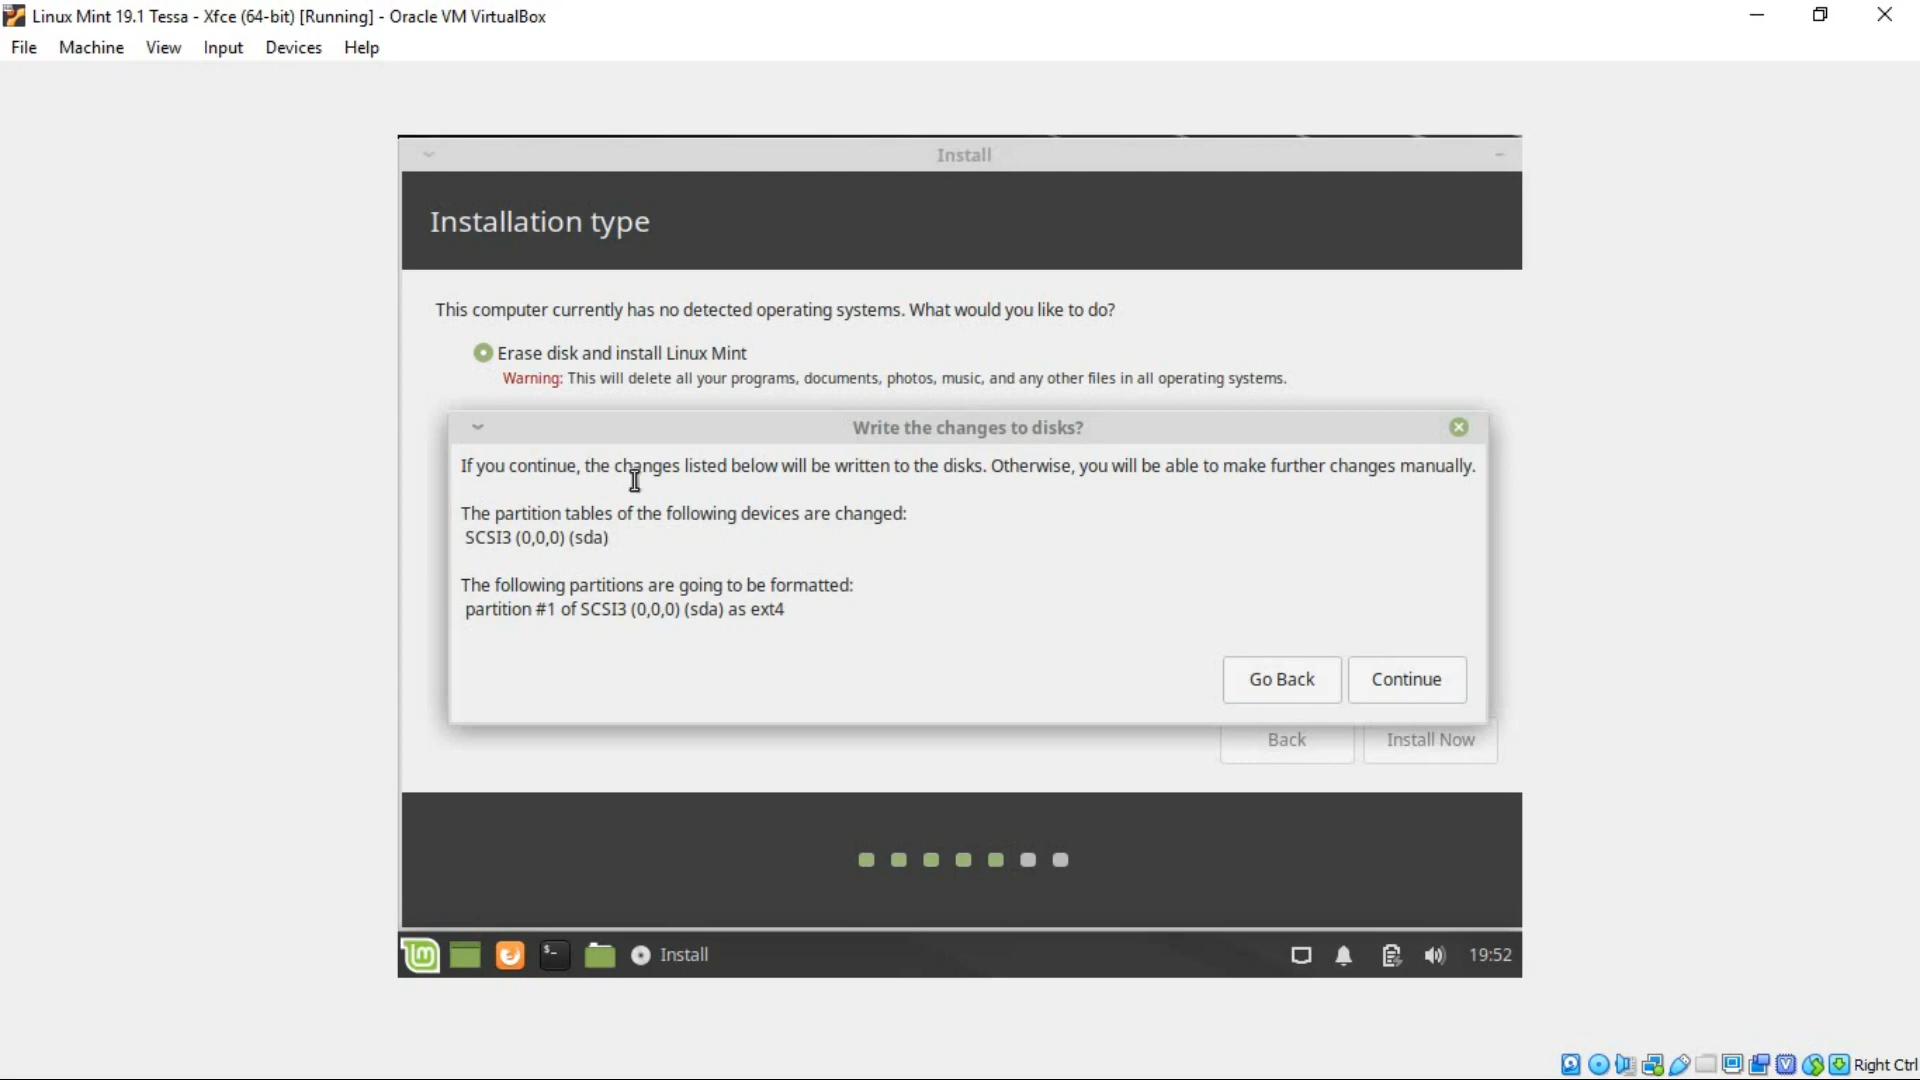 Linux Mint 19.1 Tessa - Xfce (64-bit) [Running] - Oracle VM VirtualBox
File Machine View Input Devices Help
Install
Installation type
This computer currently has no detected operating systems. What would you like to do?
Erase disk and install Linux Mint
Warning: This will delete all your programs, documents, photos, music, and any other files in all operating systems.
Write the changes to disks?
If you continue, the changes listed below will be written to the disks. Otherwise, you will be able to make further changes manually.
The partition tables of the following devices are changed:
SCSI3 (0,0,0) (sda)
The following partitions are going to be formatted:
partition #1 of SCSI3 (0,0,0) (sda) as ext4
Go Back Continue
Back Install Now
Install 19:52
Right Ctrl